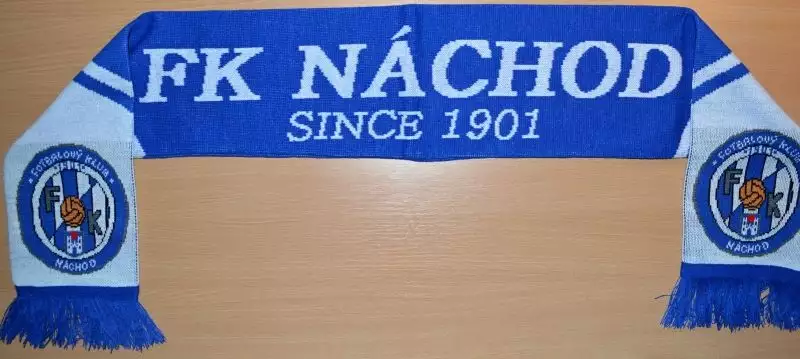 FK NÁCHOD
SINCE 1901
FOTBALOVÝ KLUB
F
K
NÁCHOD
FOTBALOVÝ KLUB
F
K
NÁCHOD